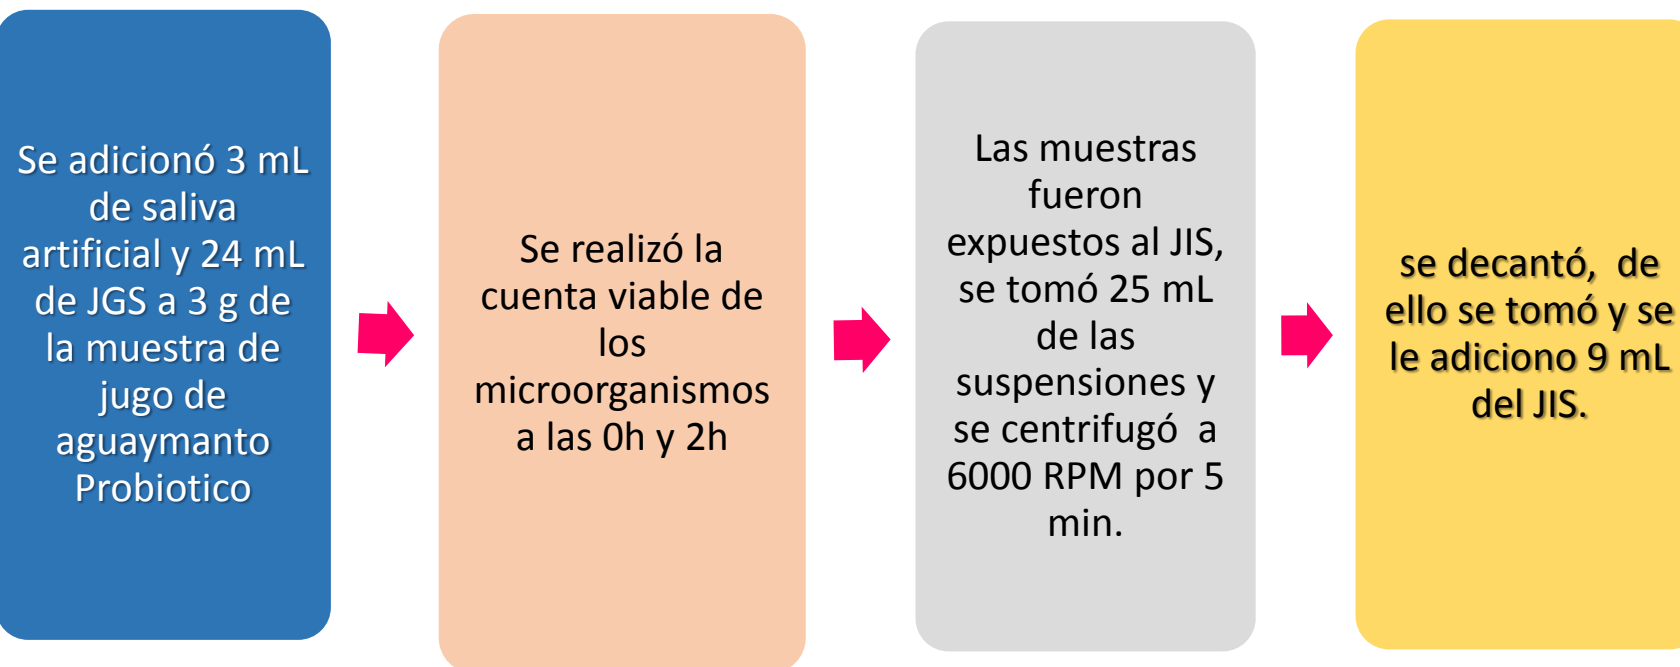 Se adicionó 3 mL
de saliva
artificial y 24 mL
de JGS a 3 g de
la muestra de
jugo de
aguaymanto
Probiotico
Se realizó la
cuenta viable de
los
microorganismos
a las 0h y 2h
Las muestras
fueron
expuestos al JIS,
se tomó 25 mL
de las
suspensiones y
se centrifugó a
6000 RPM por 5
min.
se decantó, de
ello se tomó y se
le adiciono 9 mL
del JIS.